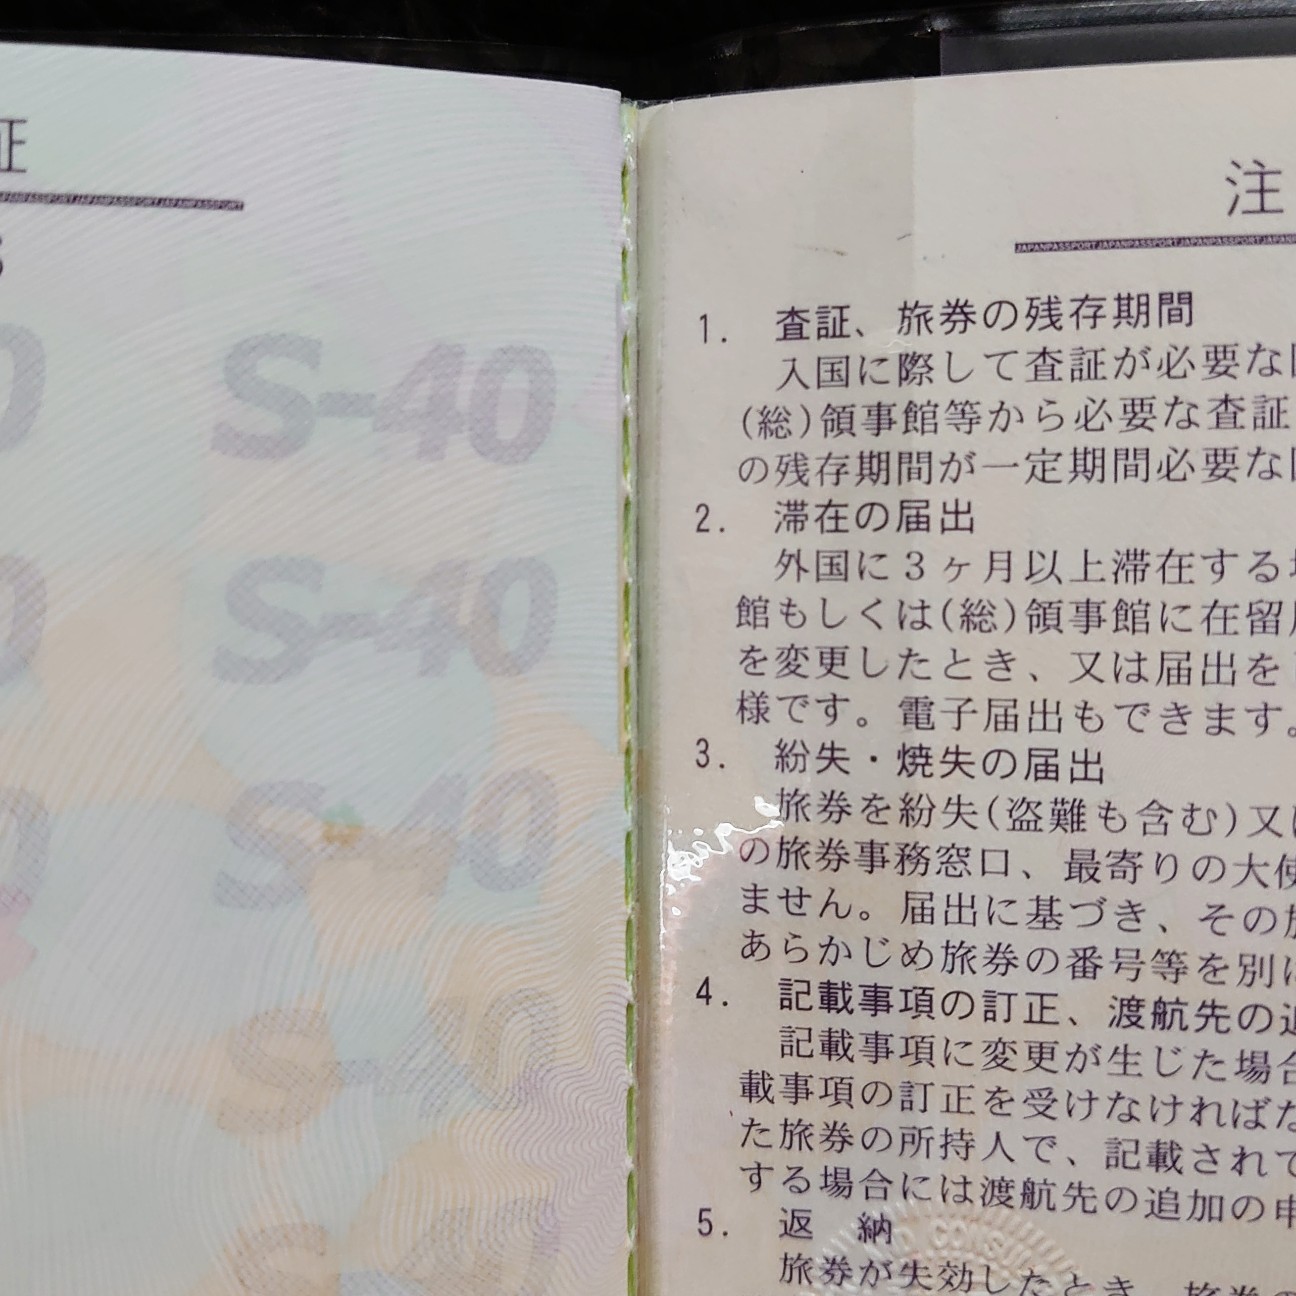 証
JAPANPASSPORTJAPANPASSPORTJAPANPASSPORT
S-40
S-40
S-40
S-40
注
JAPANPASSPORTJAPANPASSPORTJAPANPASSPORTJAPANPAS
1. 査証、旅券の残存期間
入国に際して査証が必要な
(総)領事館等から必要な査証
の残存期間が一定期間必要な
2. 滞在の届出
外国に3ヶ月以上滞在する
館もしくは(総)領事館に在留
を変更したとき、又は届出を
様です。電子届出もできます。
3. 紛失・焼失の届出
旅券を紛失(盗難も含む)又
の旅券事務窓口、最寄りの大使
ません。届出に基づき、その
あらかじめ旅券の番号等を別に
4. 記載事項の訂正、渡航先の追
記載事項に変更が生じた場合
載事項の訂正を受けなければな
た旅券の所持人で、記載されて
する場合には渡航先の追加の申
5. 返 納
旅券が失効したとき、旅券の